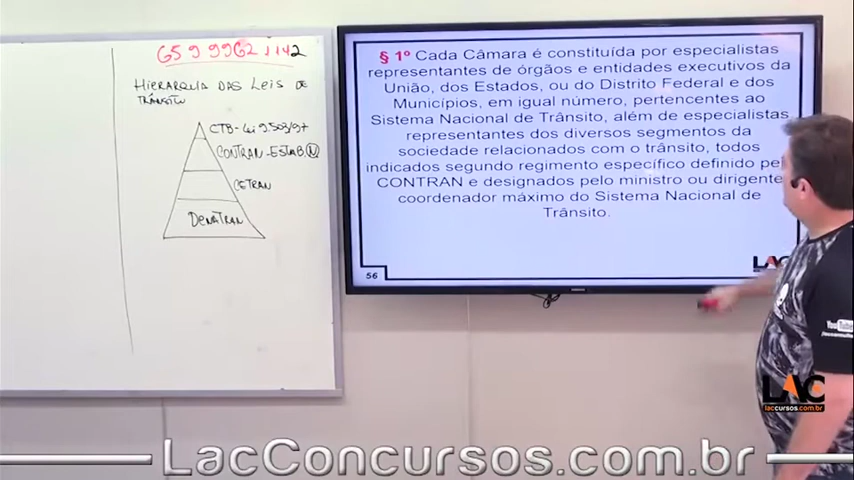 65 9 9962 1142
HIERARQUIA DAS LEIS DE
TRÂNSITO
CTB - Lei 9.503/97
CONTRAN - ESTAB. N
CETRAN
DENATRAN
§ 1º Cada Câmara é constituída por especialistas
representantes de órgãos e entidades executivos da
União, dos Estados, ou do Distrito Federal e dos
Municípios, em igual número, pertencentes ao
Sistema Nacional de Trânsito, além de especialistas
representantes dos diversos segmentos da
sociedade relacionados com o trânsito, todos
indicados segundo regimento específico definido pe
CONTRAN e designados pelo ministro ou dirigente
coordenador máximo do Sistema Nacional de
Trânsito.
56
LAC
YouTube
LAC
laccursos.com.br
LacConcursos.com.br